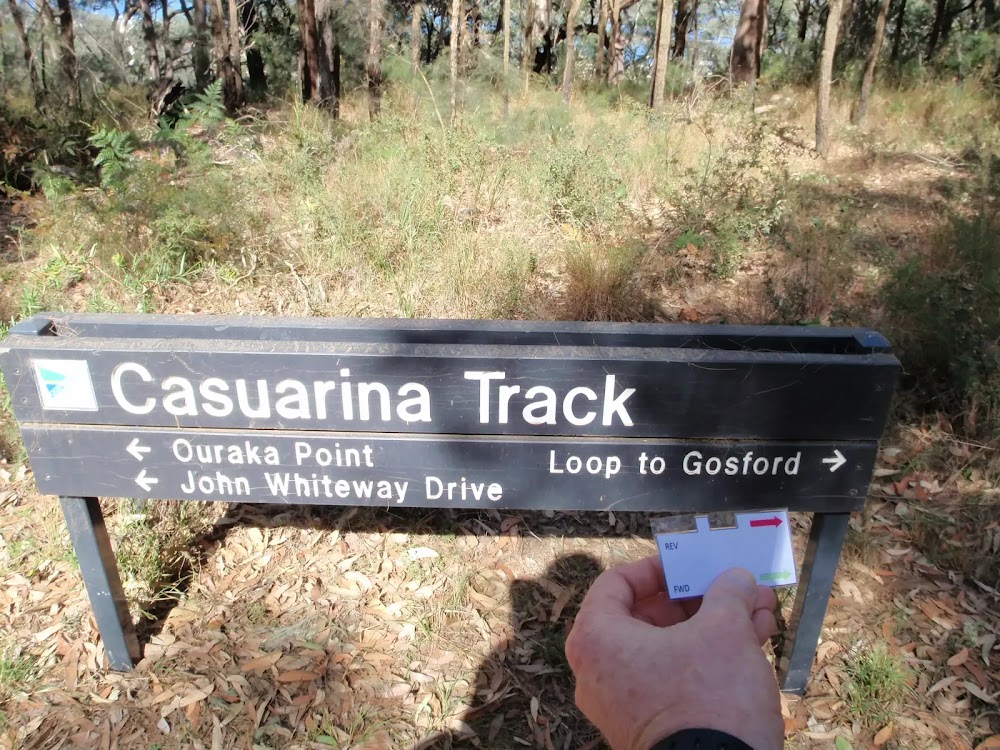 Casuarina Track
← Ouraka Point
← John Whiteway Drive
Loop to Gosford →
REV
FWD